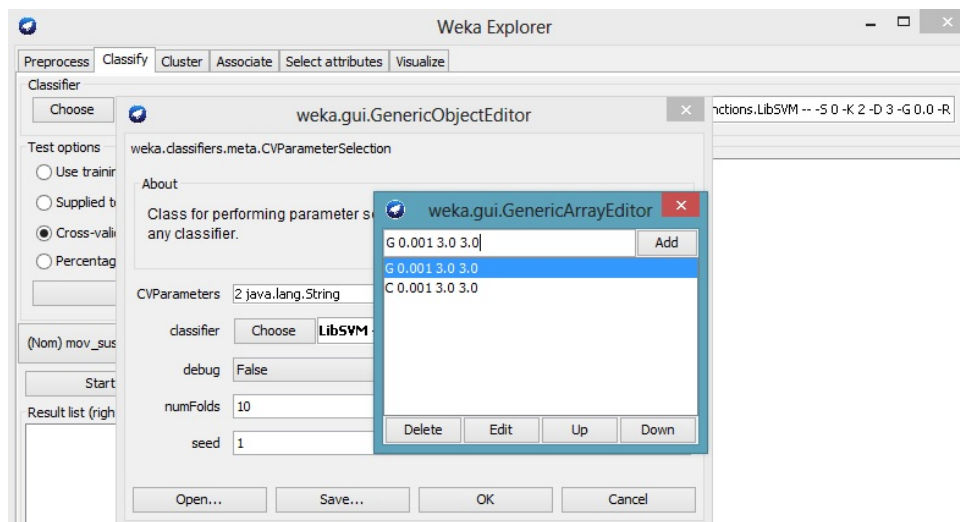 Weka Explorer
Preprocess Classify Cluster Associate Select attributes Visualize
Classifier
Choose
nctions.LibSVM -- -S 0 -K 2 -D 3 -G 0.0 -R
weka.gui.GenericObjectEditor
Test options
Use trainin
Supplied t
Cross-valid
Percentag
weka.classifiers.meta.CVParameterSelection
About
Class for performing parameter s
any classifier.
CVParameters 2 java.lang.String
classifier Choose LibSVM -
debug False
numFolds 10
seed 1
Open... Save... OK Cancel
weka.gui.GenericArrayEditor
G 0.001 3.0 3.0 Add
G 0.001 3.0 3.0
C 0.001 3.0 3.0
Delete Edit Up Down
(Nom) mov_sus
Start
Result list (righ